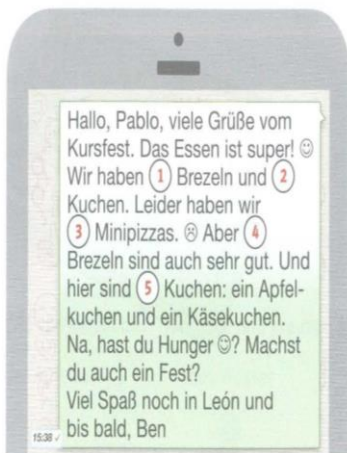 Hallo, Pablo, viele Grüße vom
Kursfest. Das Essen ist super! ☺
Wir haben 1 Brezeln und 2
Kuchen. Leider haben wir
3 Minipizzas. ☹ Aber 4
Brezeln sind auch sehr gut. Und
hier sind 5 Kuchen: ein Apfel-
kuchen und ein Käsekuchen.
Na, hast du Hunger ☺? Machst
du auch ein Fest?
Viel Spaß noch in León und
bis bald, Ben
15:38 ✓